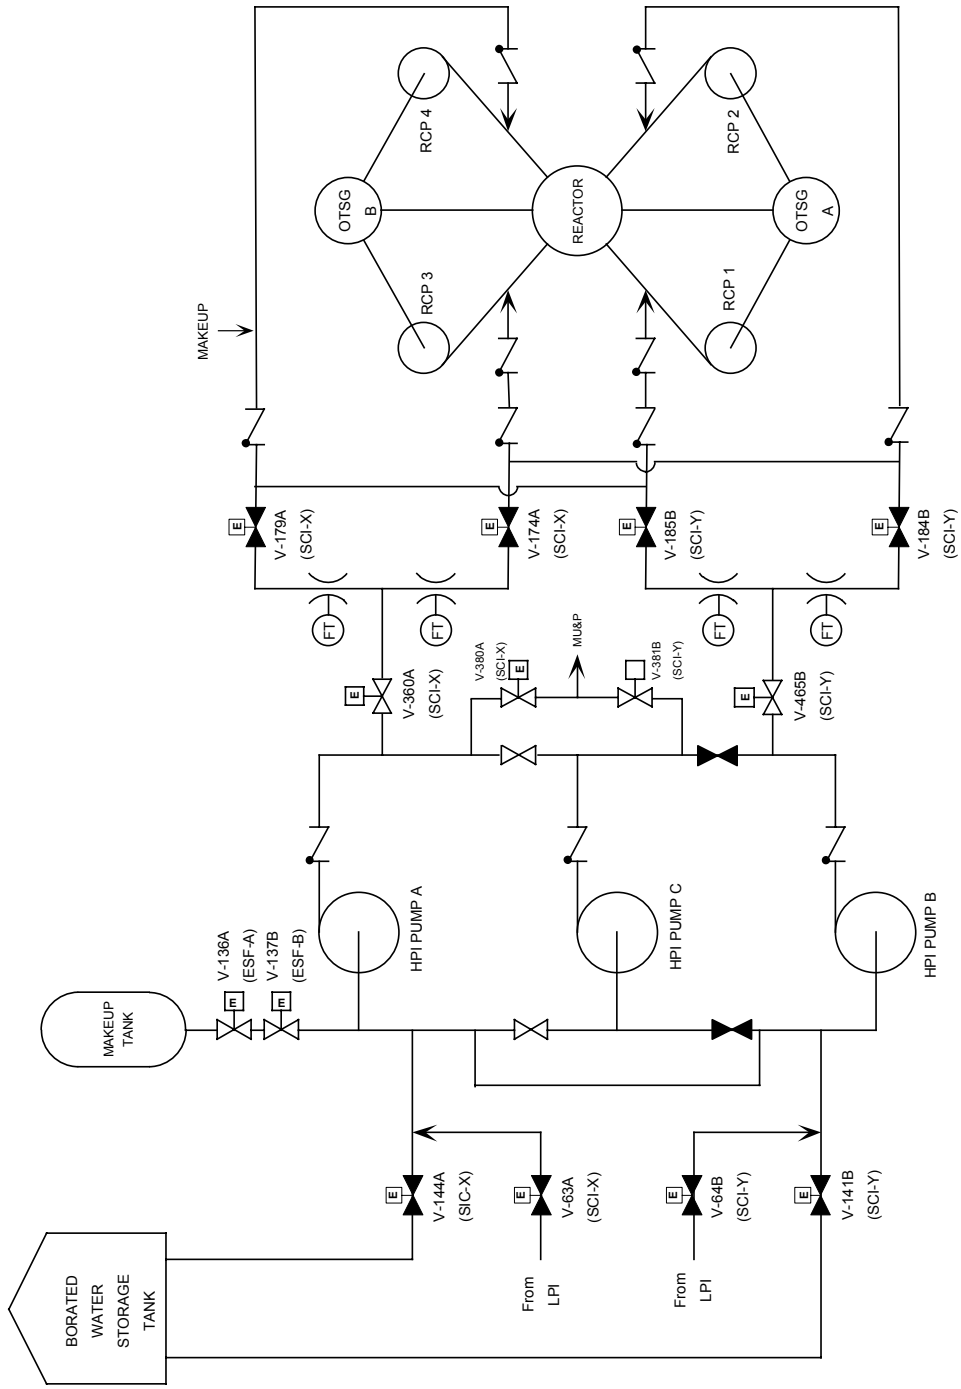 MAKEUP
RCP 4
RCP 2
OTSG
B
REACTOR
OTSG
A
RCP 3
RCP 1
E
V-179A
(SCI-X)
E
V-174A
(SCI-X)
E
V-185B
(SCI-Y)
E
V-184B
(SCI-Y)
FT
FT
FT
FT
E
V-360A
(SCI-X)
V-380A
(SCI-X)
E
MU&P
V-381B
(SCI-Y)
E
V-465B
(SCI-Y)
HPI PUMP A
HPI PUMP C
HPI PUMP B
MAKEUP
TANK
E
V-136A
(ESF-A)
E
V-137B
(ESF-B)
E
V-144A
(SIC-X)
E
V-63A
(SCI-X)
E
V-64B
(SCI-Y)
E
V-141B
(SCI-Y)
From
LPI
From
LPI
BORATED
WATER
STORAGE
TANK